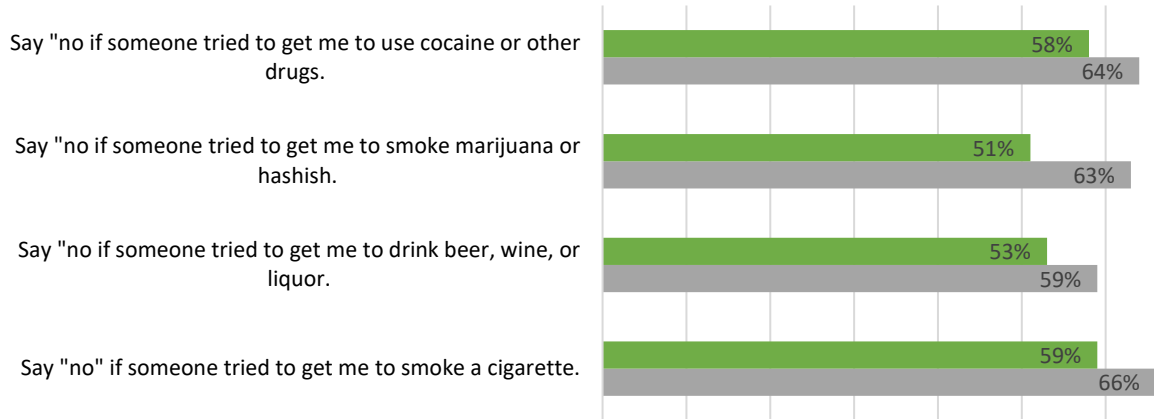 Say "no if someone tried to get me to use cocaine or other
drugs.
58%
64%
Say "no if someone tried to get me to smoke marijuana or
hashish.
51%
63%
Say "no if someone tried to get me to drink beer, wine, or
liquor.
53%
59%
Say "no" if someone tried to get me to smoke a cigarette.
59%
66%